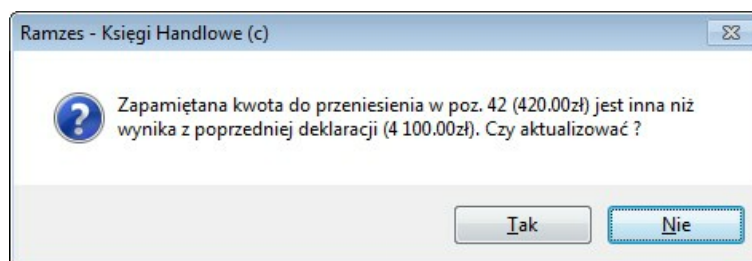 Ramzes - Księgi Handlowe (c)
Zapamiętana kwota do przeniesienia w poz. 42 (420.00zł) jest inna niż
wynika z poprzedniej deklaracji (4 100.00zł). Czy aktualizować ?
Tak
Nie